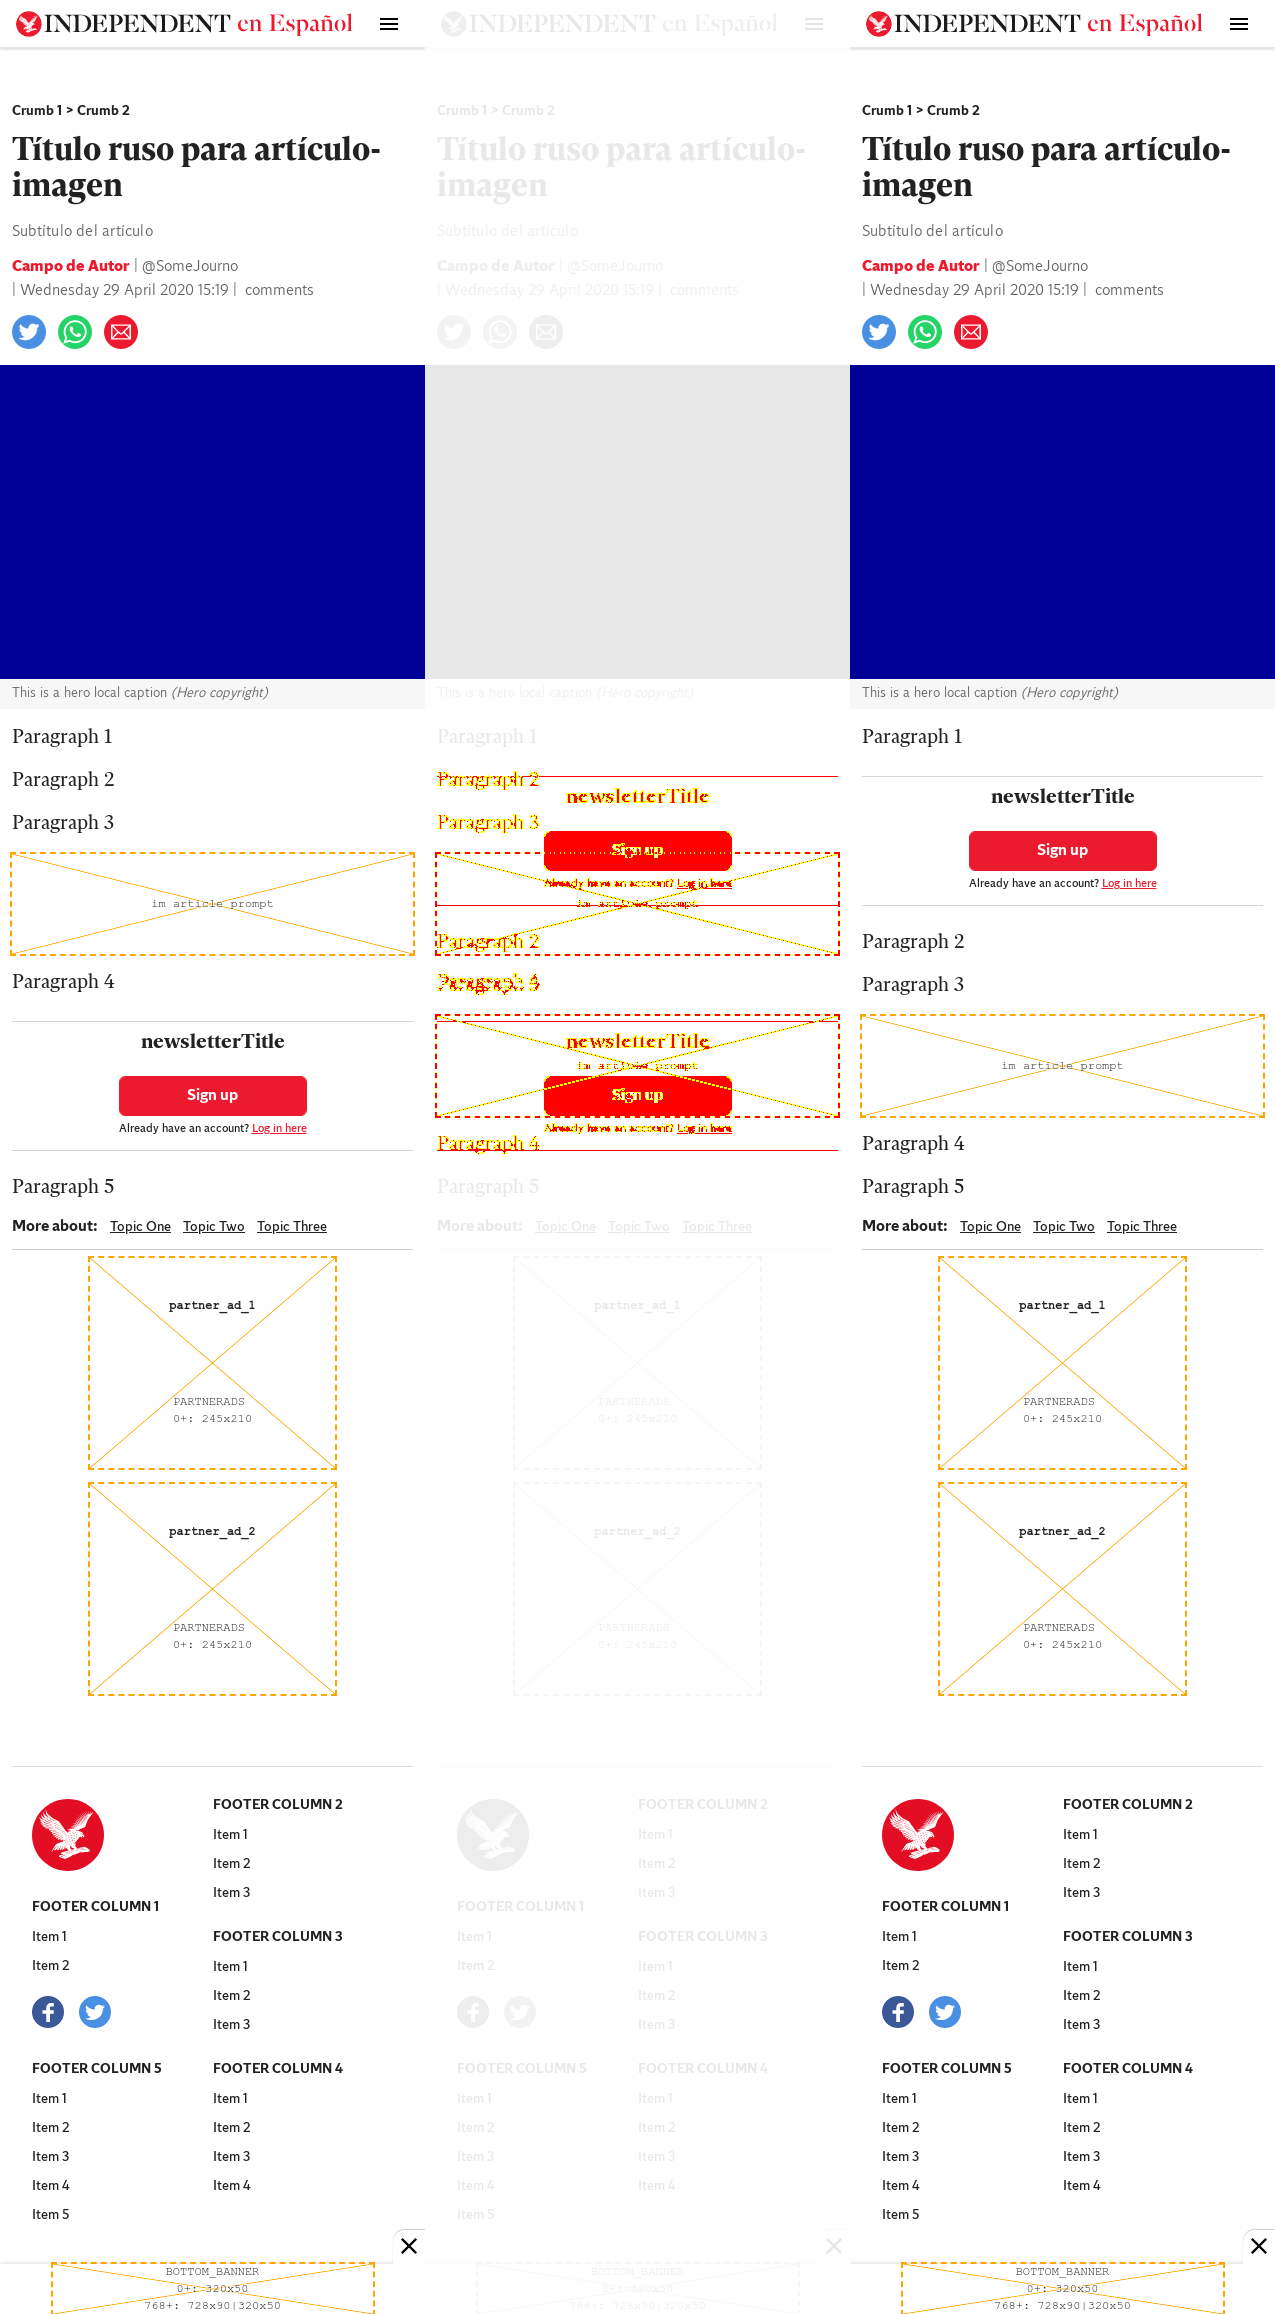 INDEPENDENT en Español
Crumb 1 > Crumb 2
Título ruso para artículo-
imagen
Subtítulo del artículo
Campo de Autor | @SomeJourno
| Wednesday 29 April 2020 15:19 | comments
This is a hero local caption (Hero copyright)
Paragraph 1
Paragraph 2
Paragraph 3
im article prompt
Paragraph 4
newsletterTitle
Sign up
Already have an account? Log in here
Paragraph 5
More about: Topic One Topic Two Topic Three
partner_ad_1
PARTNERADS
0+: 245x210
partner_ad_2
PARTNERADS
0+: 245x210
FOOTER COLUMN 1
Item 1
Item 2
FOOTER COLUMN 5
Item 1
Item 2
Item 3
Item 4
Item 5
FOOTER COLUMN 2
Item 1
Item 2
Item 3
FOOTER COLUMN 3
Item 1
Item 2
Item 3
FOOTER COLUMN 4
Item 1
Item 2
Item 3
Item 4
BOTTOM_BANNER
0+: 320x50
768+: 728x90|320x50
INDEPENDENT en Español
Crumb 1 > Crumb 2
Título ruso para artículo-
imagen
Subtítulo del artículo
Campo de Autor | @SomeJourno
| Wednesday 29 April 2020 15:19 | comments
This is a hero local caption (Hero copyright)
Paragraph 1
Paragraph 2
newsletterTitle
Paragraph 3
Sign up
Already have an account? Log in here
im article prompt
Paragraph 2
newsletterTitle
im article prompt
Sign up
Already have an account? Log in here
Paragraph 4
Paragraph 5
More about: Topic One Topic Two Topic Three
partner_ad_1
PARTNERADS
0+: 245x210
partner_ad_2
PARTNERADS
0+: 245x210
FOOTER COLUMN 1
Item 1
Item 2
FOOTER COLUMN 5
Item 1
Item 2
Item 3
Item 4
Item 5
FOOTER COLUMN 2
Item 1
Item 2
Item 3
FOOTER COLUMN 3
Item 1
Item 2
Item 3
FOOTER COLUMN 4
Item 1
Item 2
Item 3
Item 4
BOTTOM_BANNER
0+: 320x50
768+: 728x90|320x50
INDEPENDENT en Español
Crumb 1 > Crumb 2
Título ruso para artículo-
imagen
Subtítulo del artículo
Campo de Autor | @SomeJourno
| Wednesday 29 April 2020 15:19 | comments
This is a hero local caption (Hero copyright)
Paragraph 1
newsletterTitle
Sign up
Already have an account? Log in here
Paragraph 2
Paragraph 3
im article prompt
Paragraph 4
Paragraph 5
More about: Topic One Topic Two Topic Three
partner_ad_1
PARTNERADS
0+: 245x210
partner_ad_2
PARTNERADS
0+: 245x210
FOOTER COLUMN 1
Item 1
Item 2
FOOTER COLUMN 5
Item 1
Item 2
Item 3
Item 4
Item 5
FOOTER COLUMN 2
Item 1
Item 2
Item 3
FOOTER COLUMN 3
Item 1
Item 2
Item 3
FOOTER COLUMN 4
Item 1
Item 2
Item 3
Item 4
BOTTOM_BANNER
0+: 320x50
768+: 728x90|320x50